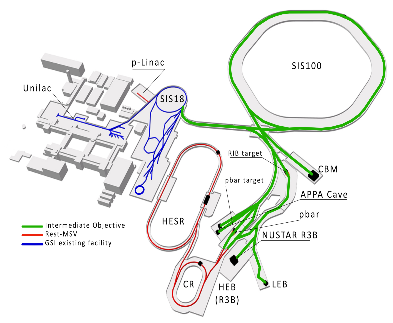 p-Linac
SIS100
Unilac
SIS18
RIB target
CBM
pbar target
APPA Cave
HESR
pbar
Intermediate Objective
Rest-MSV
GSI existing facility
NUSTAR R3B
CR
HEB
(R3B)
LEB